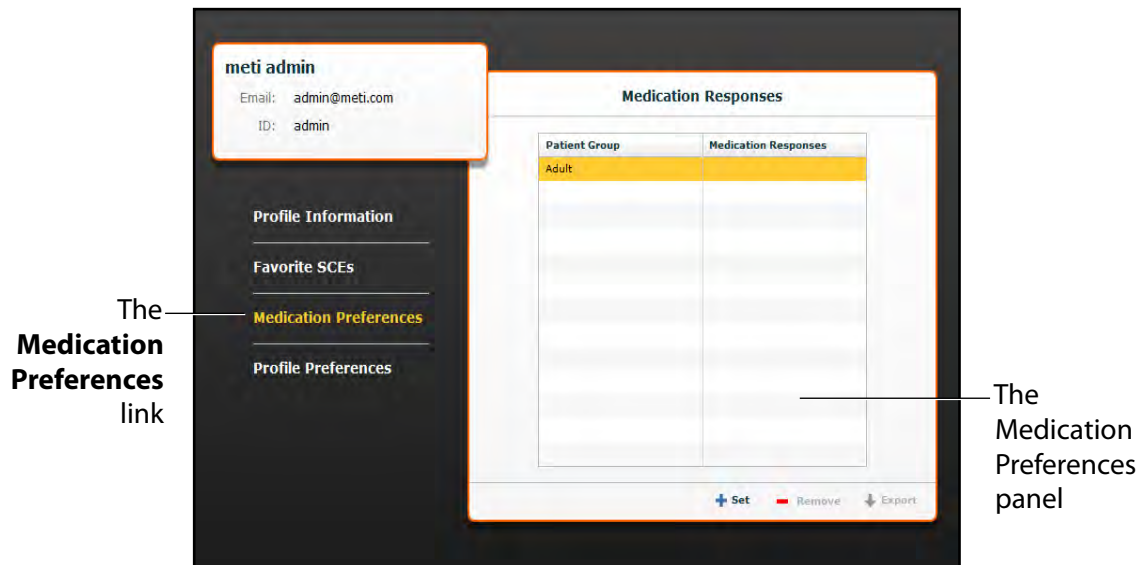 meti admin
Email: admin@meti.com
ID: admin
Medication Responses
Patient Group Medication Responses
Adult
Profile Information
Favorite SCEs
Medication Preferences
Profile Preferences
The
Medication
Preferences
link
The
Medication
Preferences
panel
Set Remove Export